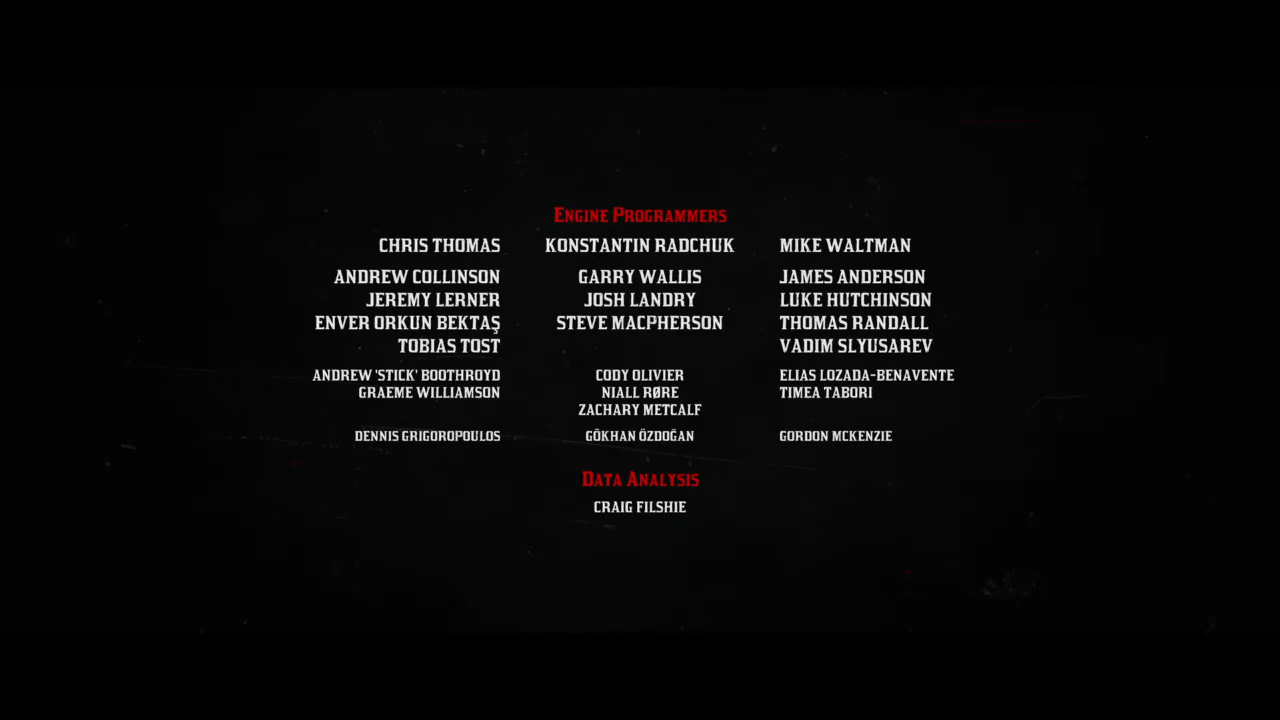 Engine Programmers
CHRIS THOMAS KONSTANTIN RADCHUK MIKE WALTMAN
ANDREW COLLINSON GARRY WALLIS JAMES ANDERSON
JEREMY LERNER JOSH LANDRY LUKE HUTCHINSON
ENVER ORKUN BEKTAŞ STEVE MACPHERSON THOMAS RANDALL
TOBIAS TOST VADIM SLYUSAREV
ANDREW 'STICK' BOOTHROYD CODY OLIVIER ELIAS LOZADA-BENAVENTE
GRAEME WILLIAMSON NIALL RØRE TIMEA TABORI
ZACHARY METCALF
DENNIS GRIGOROPOULOS GÖKHAN ÖZDOĞAN GORDON MCKENZIE
Data Analysis
CRAIG FILSHIE